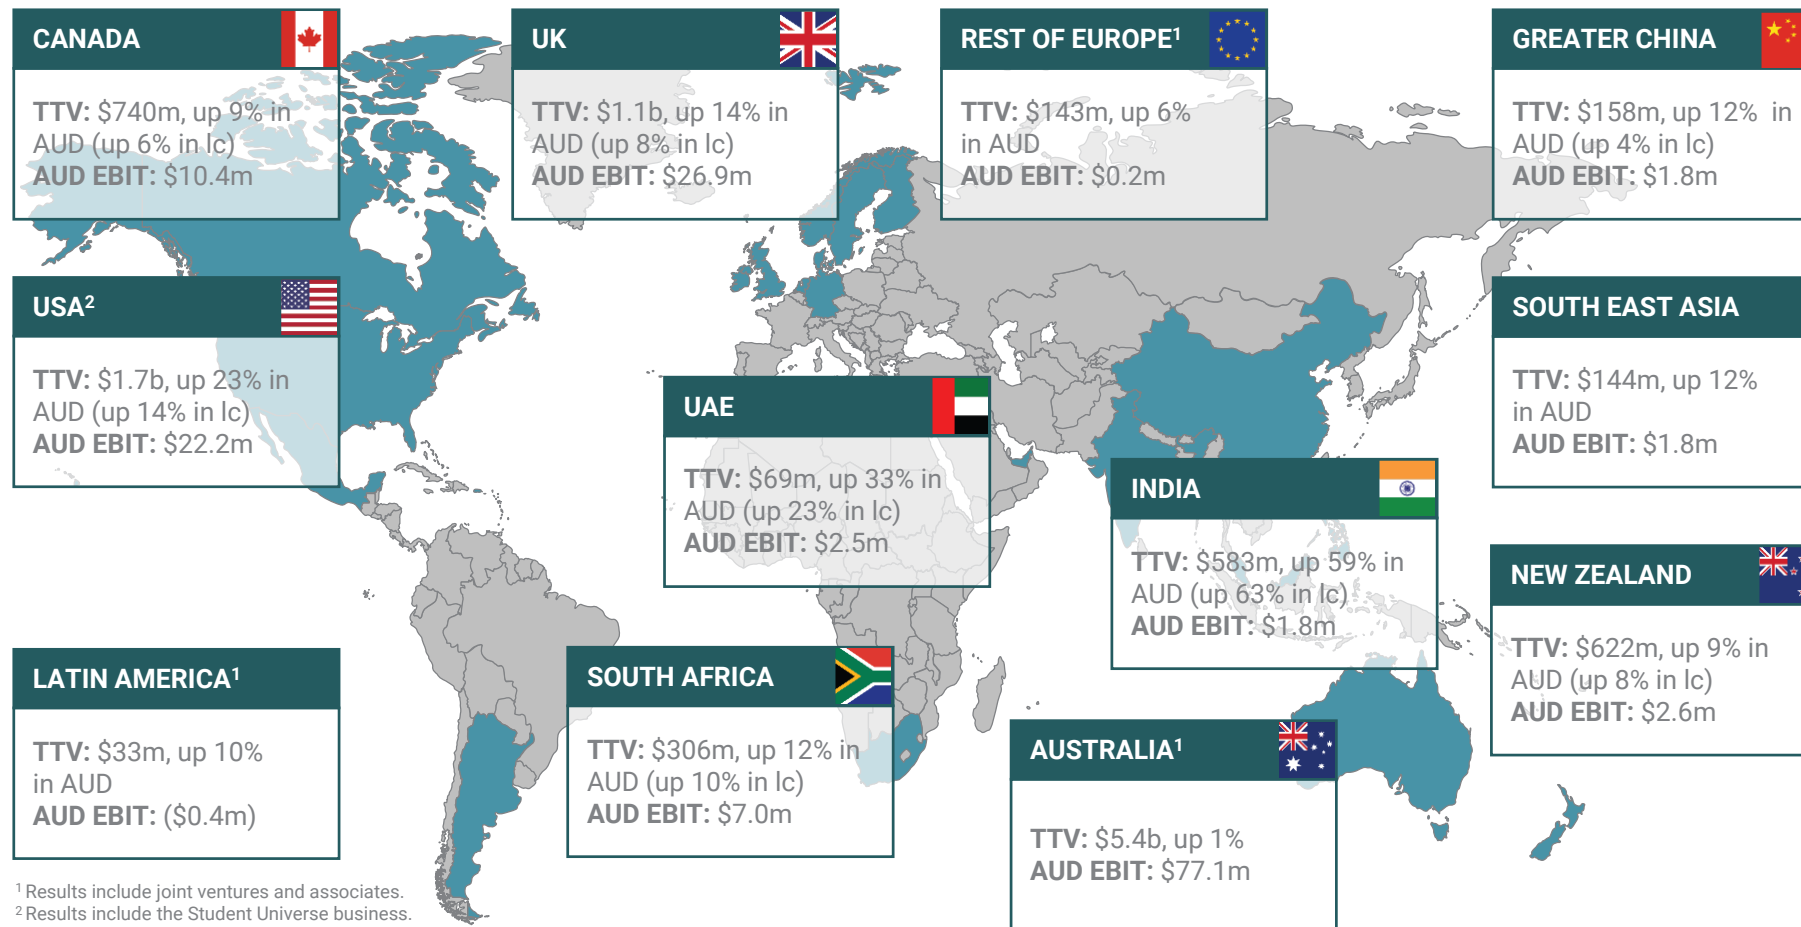 CANADA
TTV: $740m, up 9% in
AUD (up 6% in lc)
AUD EBIT: $10.4m
UK
TTV: $1.1b, up 14% in
AUD (up 8% in lc)
AUD EBIT: $26.9m
REST OF EUROPE¹
TTV: $143m, up 6%
in AUD
AUD EBIT: $0.2m
GREATER CHINA
TTV: $158m, up 12% in
AUD (up 4% in lc)
AUD EBIT: $1.8m
USA²
TTV: $1.7b, up 23% in
AUD (up 14% in lc)
AUD EBIT: $22.2m
SOUTH EAST ASIA
TTV: $144m, up 12%
in AUD
AUD EBIT: $1.8m
UAE
TTV: $69m, up 33% in
AUD (up 23% in lc)
AUD EBIT: $2.5m
INDIA
TTV: $583m, up 59% in
AUD (up 63% in lc)
AUD EBIT: $1.8m
NEW ZEALAND
TTV: $622m, up 9% in
AUD (up 8% in lc)
AUD EBIT: $2.6m
LATIN AMERICA¹
TTV: $33m, up 10%
in AUD
AUD EBIT: ($0.4m)
SOUTH AFRICA
TTV: $306m, up 12% in
AUD (up 10% in lc)
AUD EBIT: $7.0m
AUSTRALIA¹
TTV: $5.4b, up 1%
AUD EBIT: $77.1m
¹ Results include joint ventures and associates.
² Results include the Student Universe business.